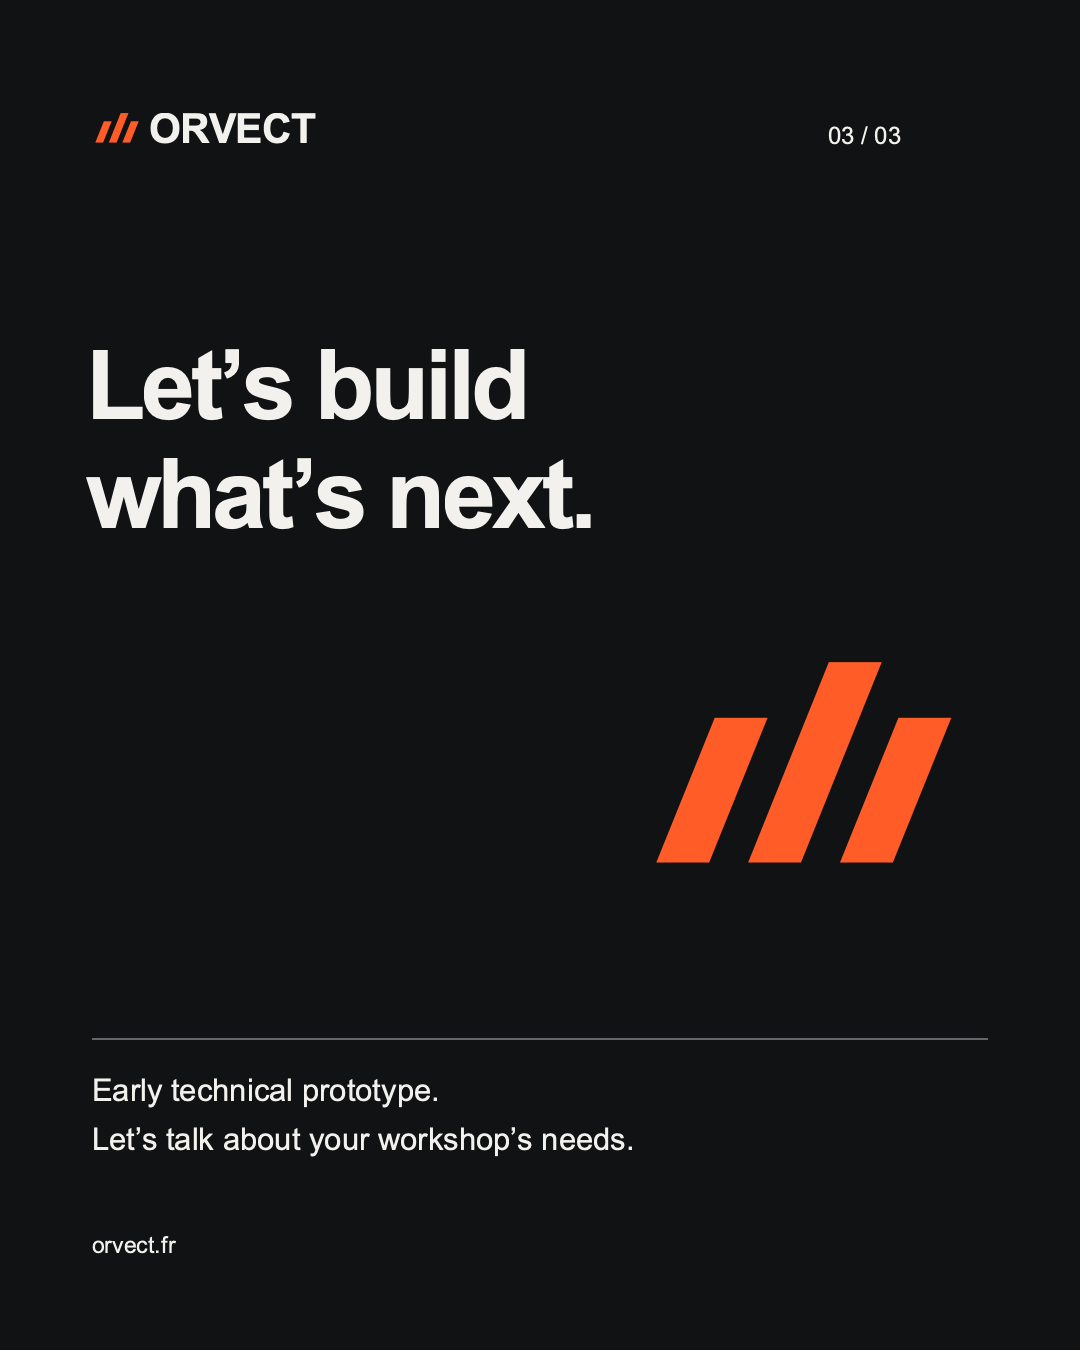 ORVECT
03 / 03
Let’s build
what’s next.
Early technical prototype.
Let’s talk about your workshop’s needs.
orvect.fr